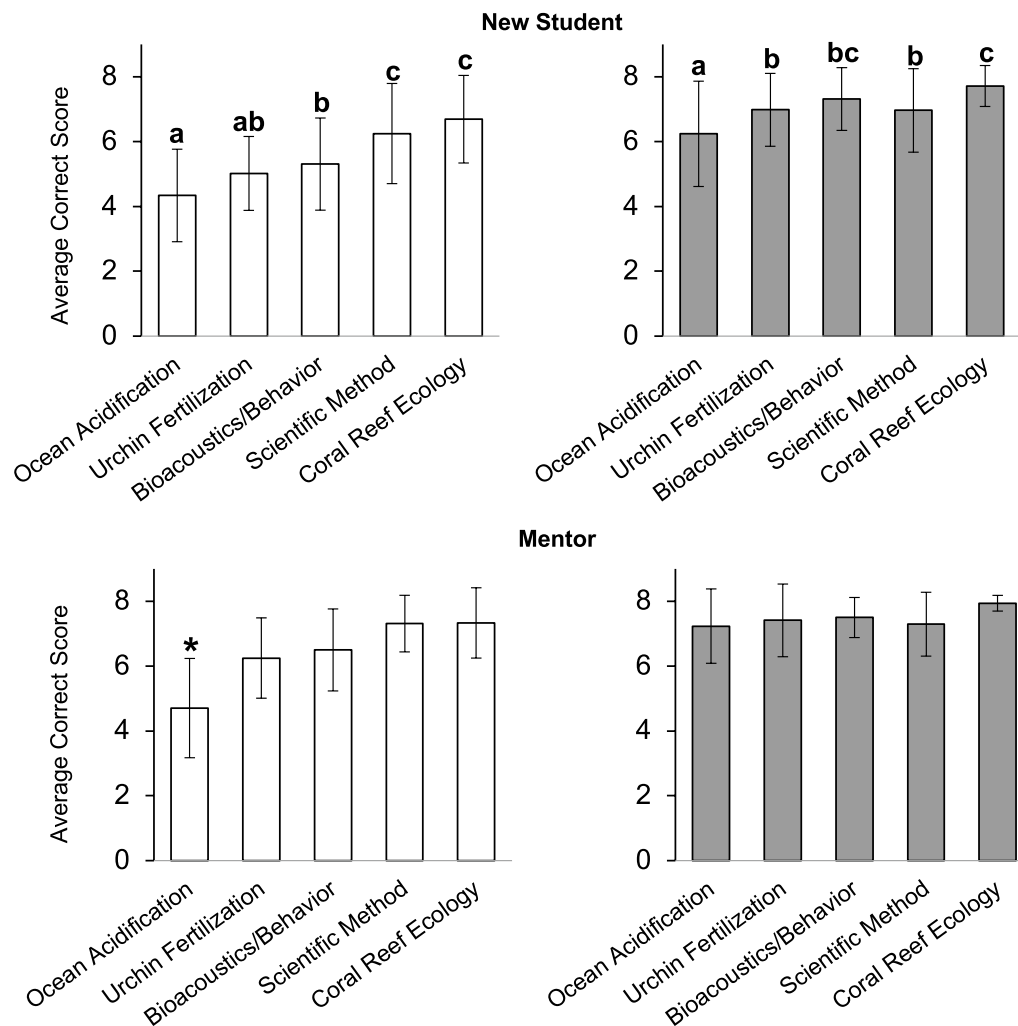 New Student
Average Correct Score
8
6
4
2
0
a
ab
b
c
c
Ocean Acidification
Urchin Fertilization
Bioacoustics/Behavior
Scientific Method
Coral Reef Ecology
8
6
4
2
0
a
b
bc
b
c
Ocean Acidification
Urchin Fertilization
Bioacoustics/Behavior
Scientific Method
Coral Reef Ecology
Mentor
Average Correct Score
8
6
4
2
0
*
Ocean Acidification
Urchin Fertilization
Bioacoustics/Behavior
Scientific Method
Coral Reef Ecology
8
6
4
2
0
Ocean Acidification
Urchin Fertilization
Bioacoustics/Behavior
Scientific Method
Coral Reef Ecology